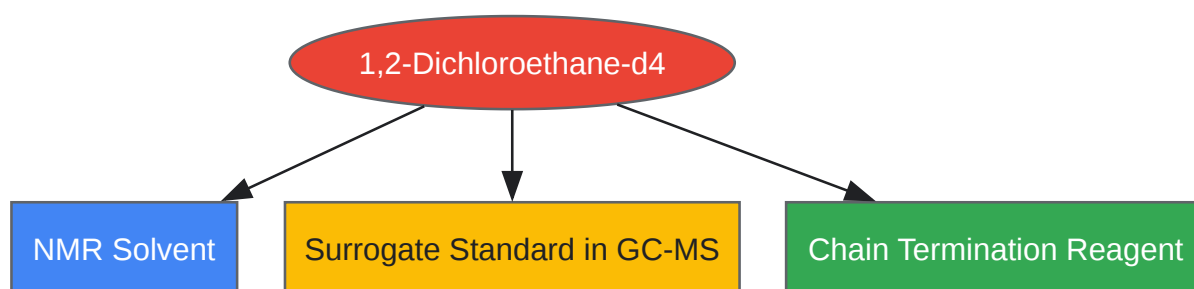 1,2-Dichloroethane-d4
NMR Solvent
Surrogate Standard in GC-MS
Chain Termination Reagent